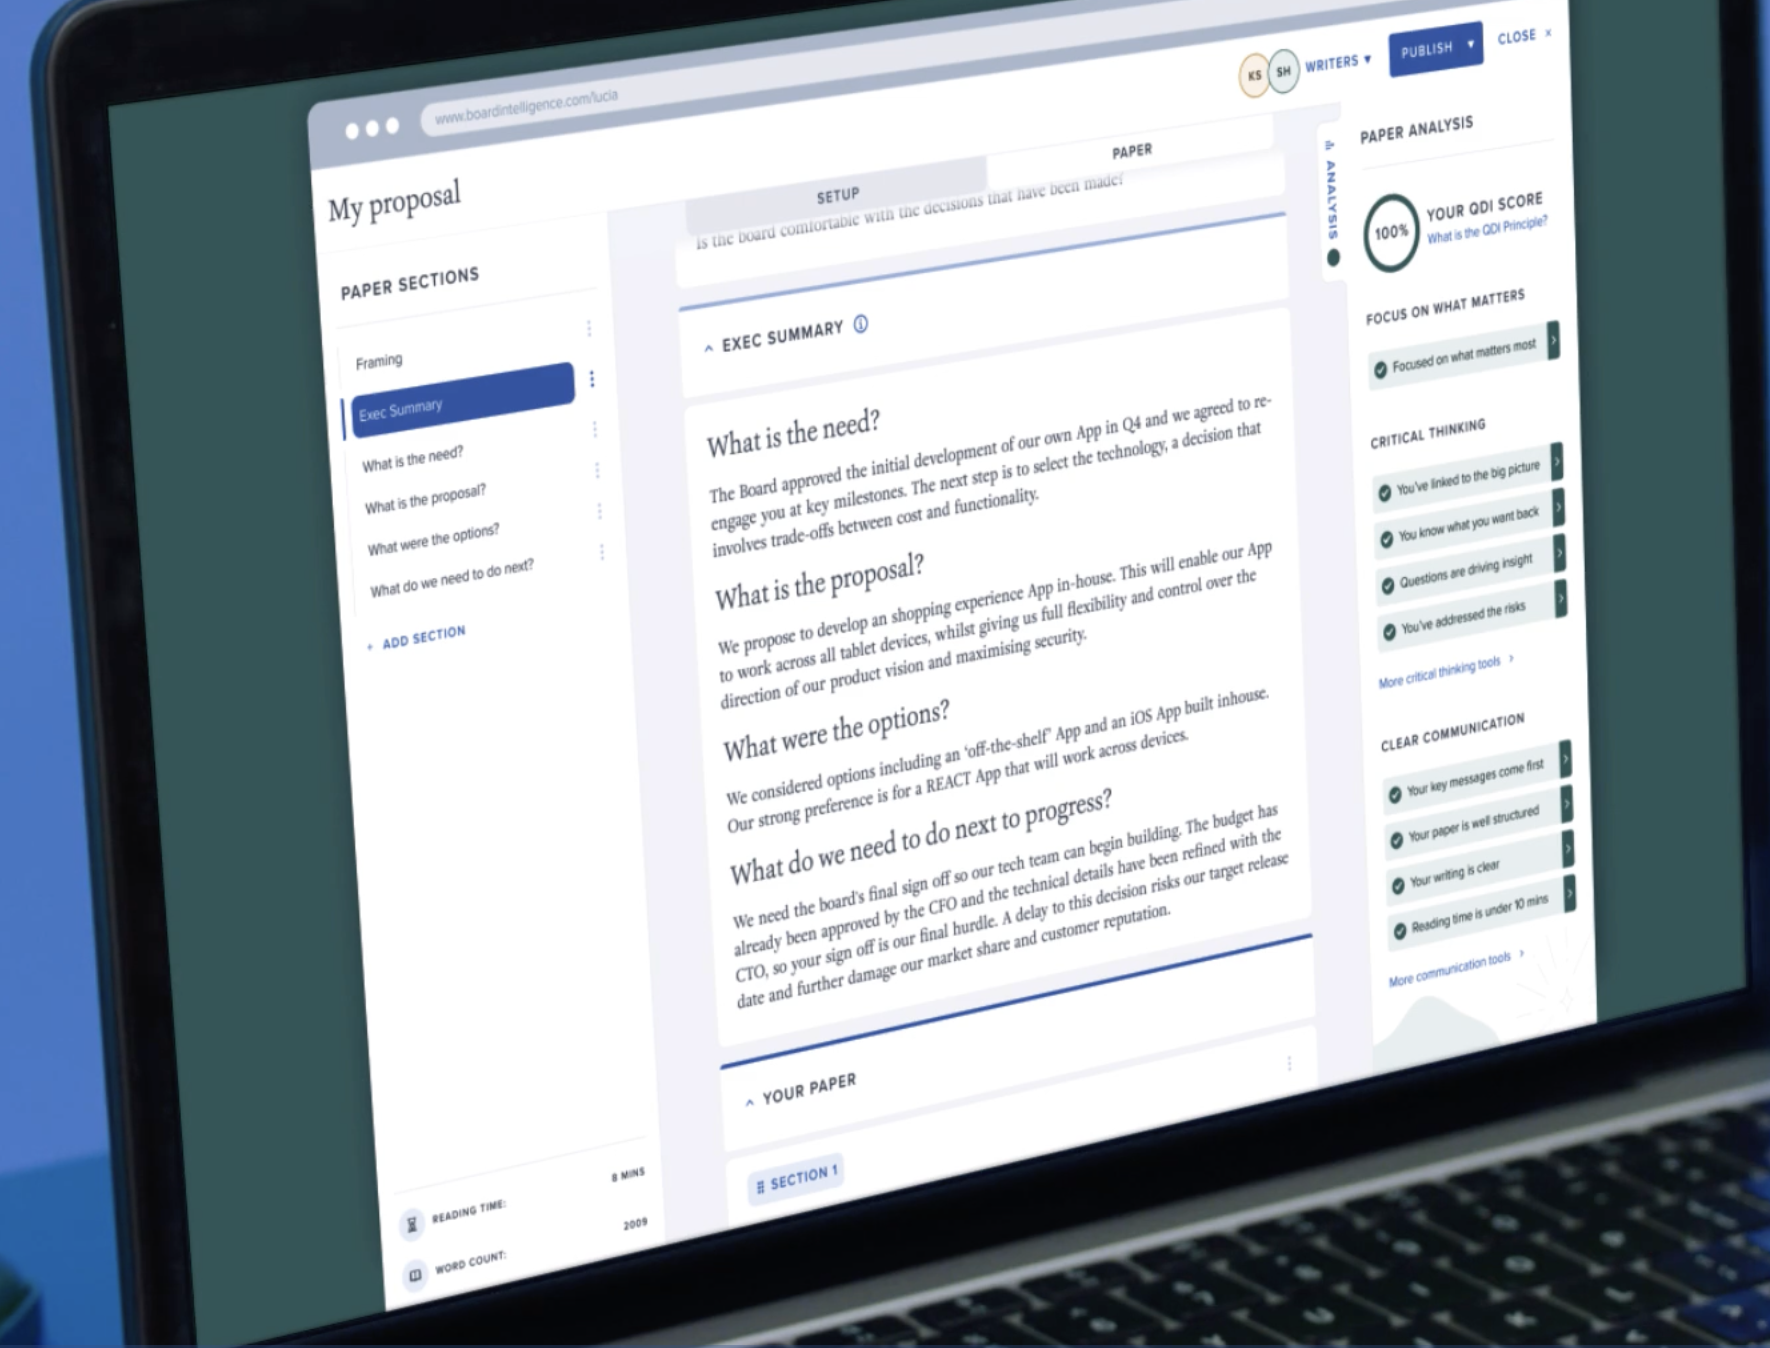 www.boardintelligence.com/lucia
KS
SH
WRITERS ▾
PUBLISH ▾
CLOSE ×
My proposal
SETUP
PAPER
PAPER SECTIONS
Framing
Exec Summary
What is the need?
What is the proposal?
What were the options?
What do we need to do next?
+ ADD SECTION
READING TIME:
8 MINS
WORD COUNT:
2009
Is the board comfortable with the decisions that have been made?
EXEC SUMMARY
What is the need?
The Board approved the initial development of our own App in Q4 and we agreed to re-
engage you at key milestones. The next step is to select the technology, a decision that
involves trade-offs between cost and functionality.
What is the proposal?
We propose to develop an shopping experience App in-house. This will enable our App
to work across all tablet devices, whilst giving us full flexibility and control over the
direction of our product vision and maximising security.
What were the options?
We considered options including an ‘off-the-shelf’ App and an iOS App built inhouse.
Our strong preference is for a REACT App that will work across devices.
What do we need to do next to progress?
We need the board's final sign off so our tech team can begin building. The budget has
already been approved by the CFO and the technical details have been refined with the
CTO, so your sign off is our final hurdle. A delay to this decision risks our target release
date and further damage our market share and customer reputation.
YOUR PAPER
SECTION 1
ANALYSIS
PAPER ANALYSIS
100%
YOUR QDI SCORE
What is the QDI Principle?
FOCUS ON WHAT MATTERS
Focused on what matters most
CRITICAL THINKING
You've linked to the big picture
You know what you want back
Questions are driving insight
You've addressed the risks
More critical thinking tools
CLEAR COMMUNICATION
Your key messages come first
Your paper is well structured
Your writing is clear
Reading time is under 10 mins
More communication tools